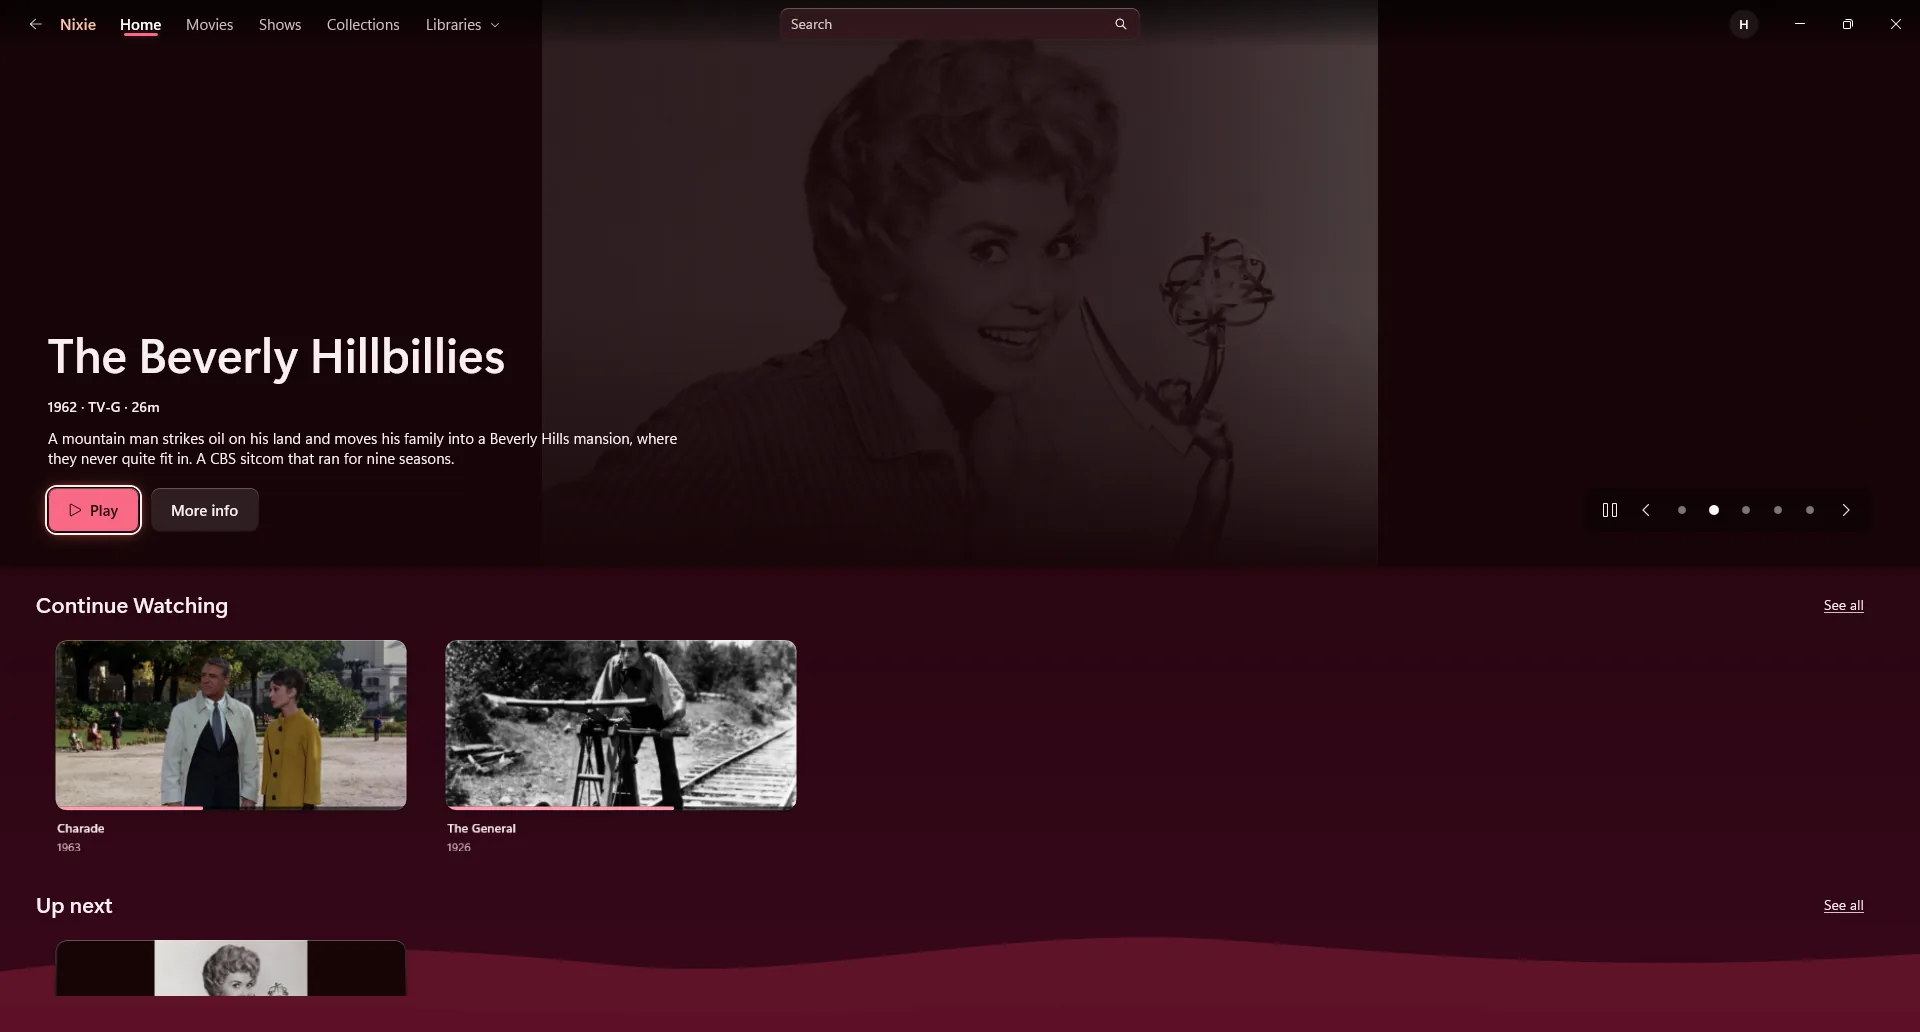 Nixie
Home
Movies
Shows
Collections
Libraries
Search
H
The Beverly Hillbillies
1962 · TV-G · 26m
A mountain man strikes oil on his land and moves his family into a Beverly Hills mansion, where
they never quite fit in. A CBS sitcom that ran for nine seasons.
Play
More info
Continue Watching
See all
Charade
1963
The General
1926
Up next
See all